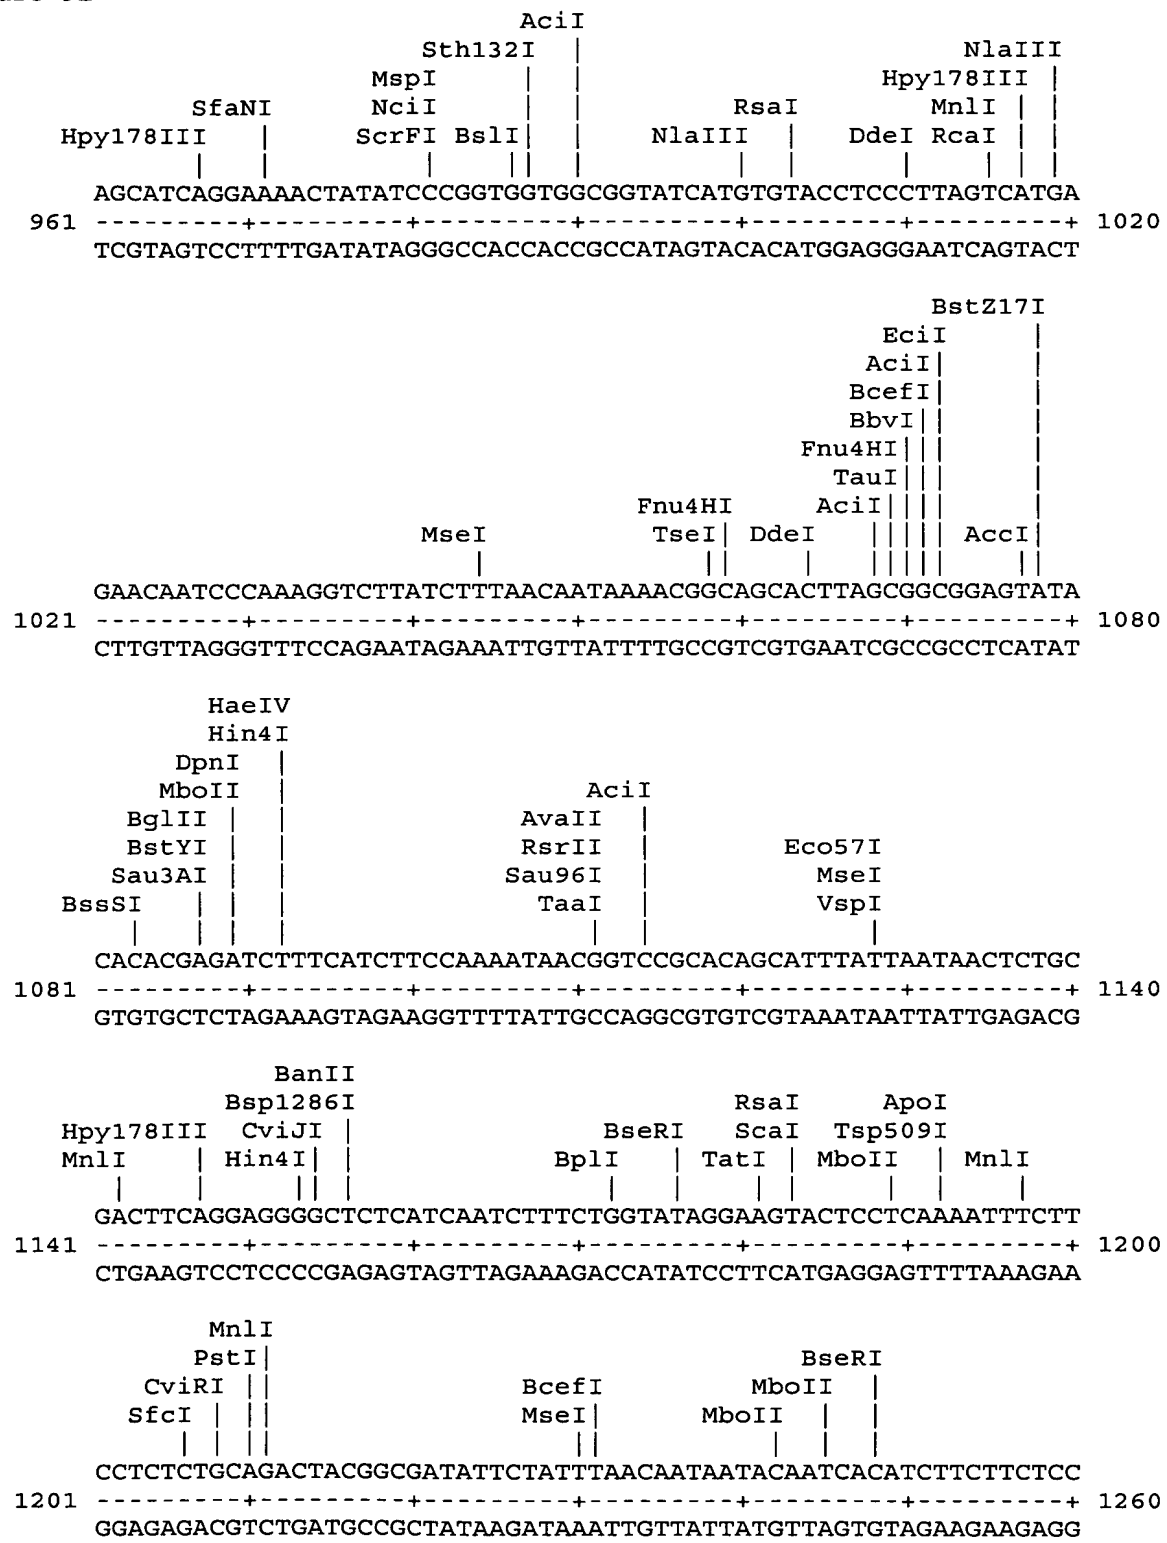 AciI
Sth132I
MspI NlaIII
NciI Hpy178III
SfaNI ScrFI BslI RsaI MnlI
Hpy178III NlaIII DdeI RcaI
AGCATCAGGAAAACTATATCCCGGTGGTGGCGGTATCATGTGTACCTCCCTTAGTCATGA
961 ---------+---------+---------+---------+---------+---------+ 1020
TCGTAGTCCTTTTGATATAGGGCCACCACCGCCATAGTACACATGGAGGGAATCAGTACT
BstZ17I
EciI
AciI
BcefI
BbvI
Fnu4HI
TauI
Fnu4HI AciI
MseI TseI DdeI AccI
GAACAATCCCAAAGGTCTTATCTTTAACAATAAAACGGCAGCACTTAGCGGCGGAGTATA
1021 ---------+---------+---------+---------+---------+---------+ 1080
CTTGTTAGGGTTTCCAGAATAGAAATTGTTATTTTGCCGTCGTGAATCGCCGCCTCATAT
HaeIV
Hin4I
DpnI
MboII AciI
BglII AvaII
BstYI RsrII Eco57I
Sau3AI Sau96I MseI
BssSI TaaI VspI
CACACGAGATCTTTCATCTTCCAAAATAACGGTCCGCACAGCATTTATTAATAACTCTGC
1081 ---------+---------+---------+---------+---------+---------+ 1140
GTGTGCTCTAGAAAGTAGAAGGTTTTATTGCCAGGCGTGTCGTAAATAATTATTGAGACG
BanII
Bsp1286I RsaI ApoI
Hpy178III CviJI BseRI ScaI Tsp509I
MnlI Hin4I BplI TatI MboII MnlI
GACTTCAGGAGGGGCTCTCATCAATCTTTCTGGTATAGGAAGTACTCCTCAAAATTTCTT
1141 ---------+---------+---------+---------+---------+---------+ 1200
CTGAAGTCCTCCCCGAGAGTAGTTAGAAAGACCATATCCTTCATGAGGAGTTTTAAAGAA
MnlI
PstI BseRI
CviRI BcefI MboII
SfcI MseI MboII
CCTCTCTGCAGACTACGGCGATATTCTATTTAACAATAATACAATCACATCTTCTTCTCC
1201 ---------+---------+---------+---------+---------+---------+ 1260
GGAGAGACGTCTGATGCCGCTATAAGATAAATTGTTATTATGTTAGTGTAGAAGAAGAGG